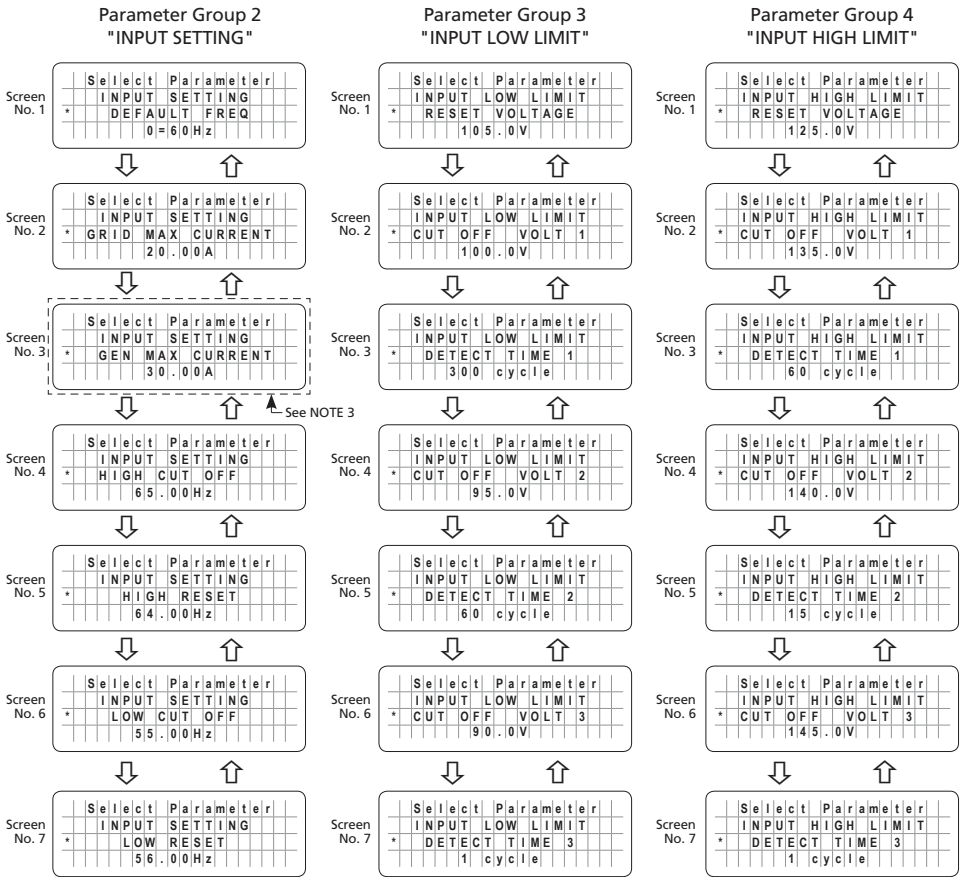 Parameter Group 2
"INPUT SETTING"
Screen No. 1
Select Parameter
INPUT SETTING
* DEFAULT FREQ
0=60Hz
Screen No. 2
Select Parameter
INPUT SETTING
* GRID MAX CURRENT
20.00A
Screen No. 3
Select Parameter
INPUT SETTING
* GEN MAX CURRENT
30.00A
See NOTE 3
Screen No. 4
Select Parameter
INPUT SETTING
* HIGH CUT OFF
65.00Hz
Screen No. 5
Select Parameter
INPUT SETTING
* HIGH RESET
64.00Hz
Screen No. 6
Select Parameter
INPUT SETTING
* LOW CUT OFF
55.00Hz
Screen No. 7
Select Parameter
INPUT SETTING
* LOW RESET
56.00Hz
Parameter Group 3
"INPUT LOW LIMIT"
Screen No. 1
Select Parameter
INPUT LOW LIMIT
* RESET VOLTAGE
105.0V
Screen No. 2
Select Parameter
INPUT LOW LIMIT
* CUT OFF VOLT 1
100.0V
Screen No. 3
Select Parameter
INPUT LOW LIMIT
* DETECT TIME 1
300 cycle
Screen No. 4
Select Parameter
INPUT LOW LIMIT
* CUT OFF VOLT 2
95.0V
Screen No. 5
Select Parameter
INPUT LOW LIMIT
* DETECT TIME 2
60 cycle
Screen No. 6
Select Parameter
INPUT LOW LIMIT
* CUT OFF VOLT 3
90.0V
Screen No. 7
Select Parameter
INPUT LOW LIMIT
* DETECT TIME 3
1 cycle
Parameter Group 4
"INPUT HIGH LIMIT"
Screen No. 1
Select Parameter
INPUT HIGH LIMIT
* RESET VOLTAGE
125.0V
Screen No. 2
Select Parameter
INPUT HIGH LIMIT
* CUT OFF VOLT 1
135.0V
Screen No. 3
Select Parameter
INPUT HIGH LIMIT
* DETECT TIME 1
60 cycle
Screen No. 4
Select Parameter
INPUT HIGH LIMIT
* CUT OFF VOLT 2
140.0V
Screen No. 5
Select Parameter
INPUT HIGH LIMIT
* DETECT TIME 2
15 cycle
Screen No. 6
Select Parameter
INPUT HIGH LIMIT
* CUT OFF VOLT 3
145.0V
Screen No. 7
Select Parameter
INPUT HIGH LIMIT
* DETECT TIME 3
1 cycle